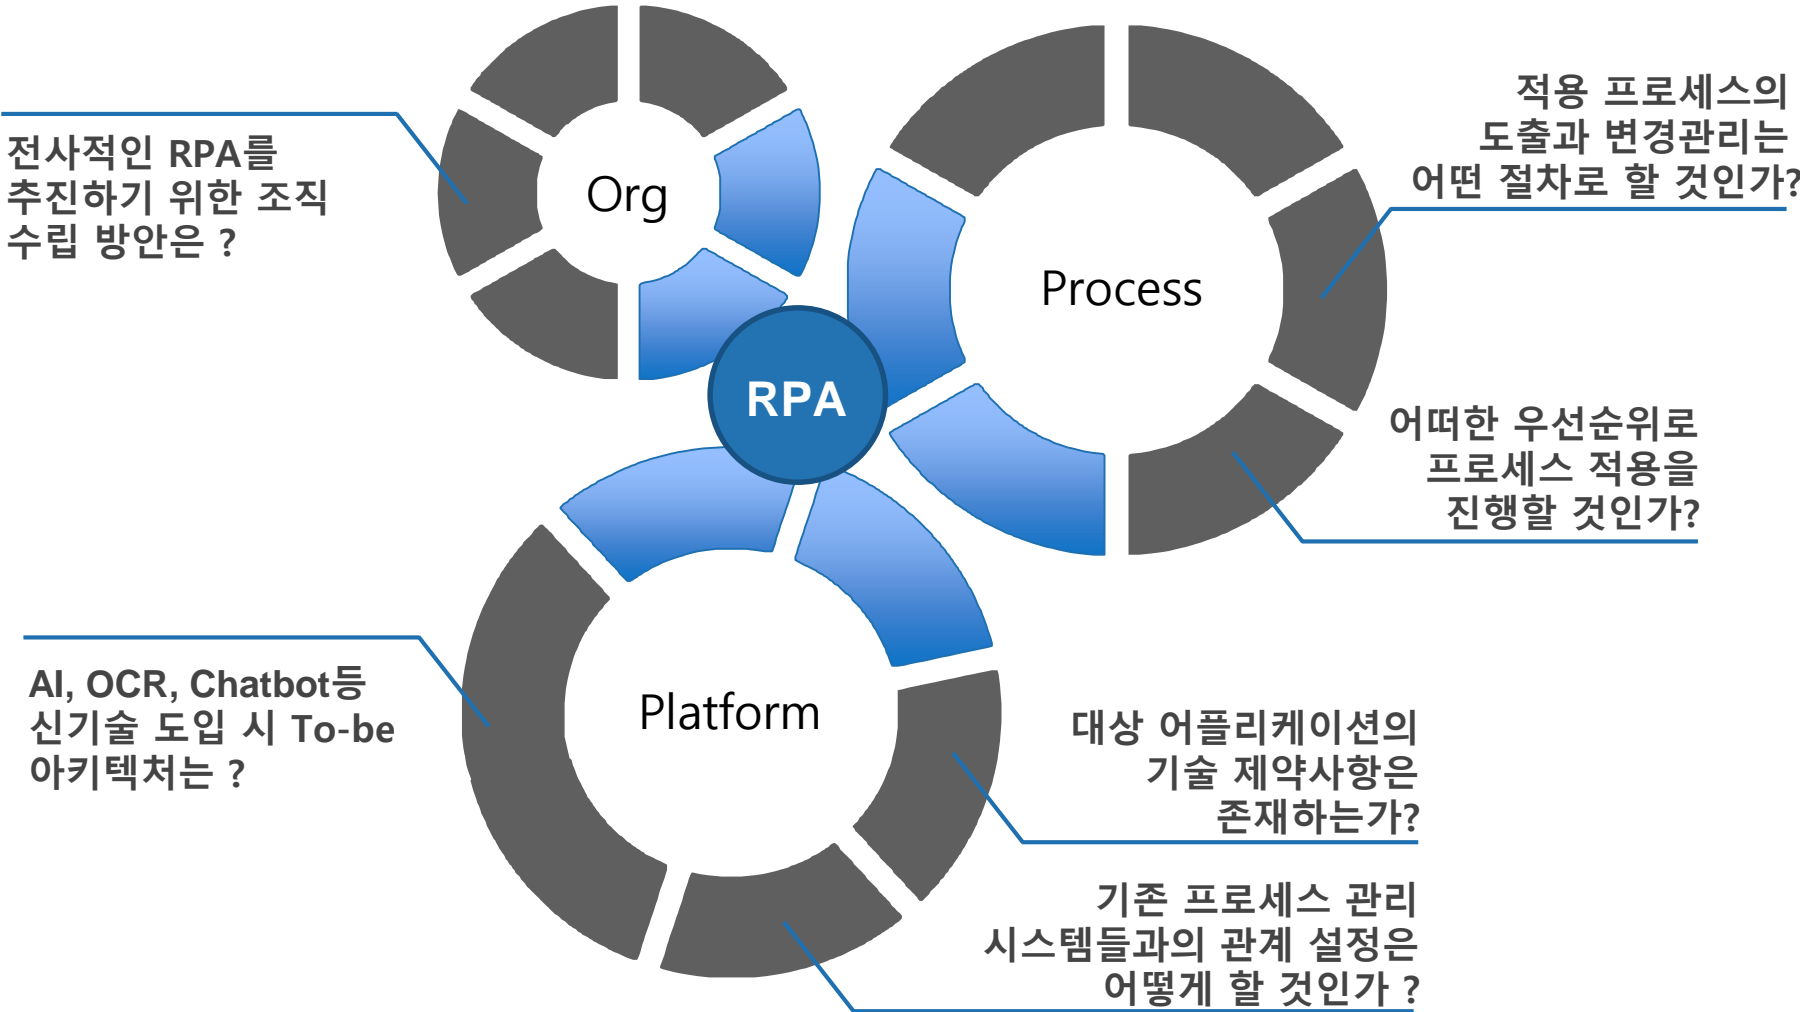 전사적인 RPA를
추진하기 위한 조직
수립 방안은 ?
Org
Process
적용 프로세스의
도출과 변경관리는
어떤 절차로 할 것인가?
RPA
어떠한 우선순위로
프로세스 적용을
진행할 것인가?
AI, OCR, Chatbot등
신기술 도입 시 To-be
아키텍처는 ?
Platform
대상 어플리케이션의
기술 제약사항은
존재하는가?
기존 프로세스 관리
시스템들과의 관계 설정은
어떻게 할 것인가 ?